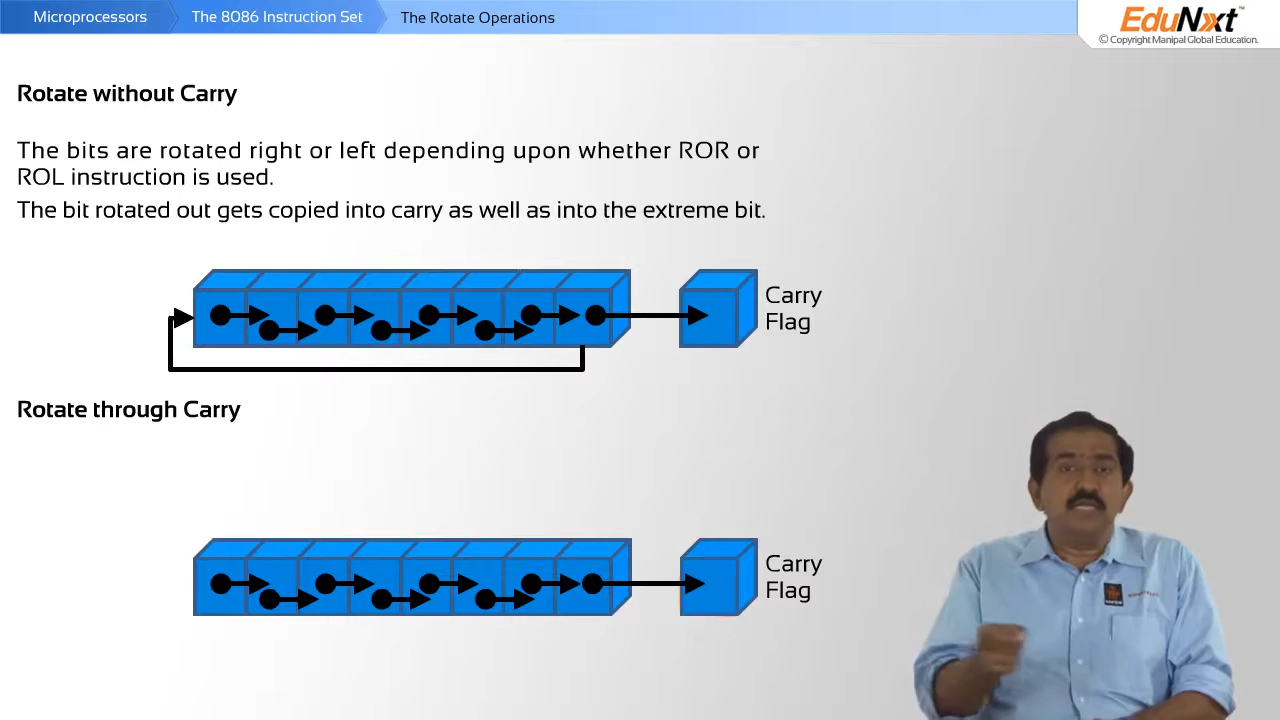 Microprocessors
The 8086 Instruction Set
The Rotate Operations
EduNxt™
© Copyright Manipal Global Education.
Rotate without Carry
The bits are rotated right or left depending upon whether ROR or
ROL instruction is used.
The bit rotated out gets copied into carry as well as into the extreme bit.
Carry
Flag
Rotate through Carry
Carry
Flag